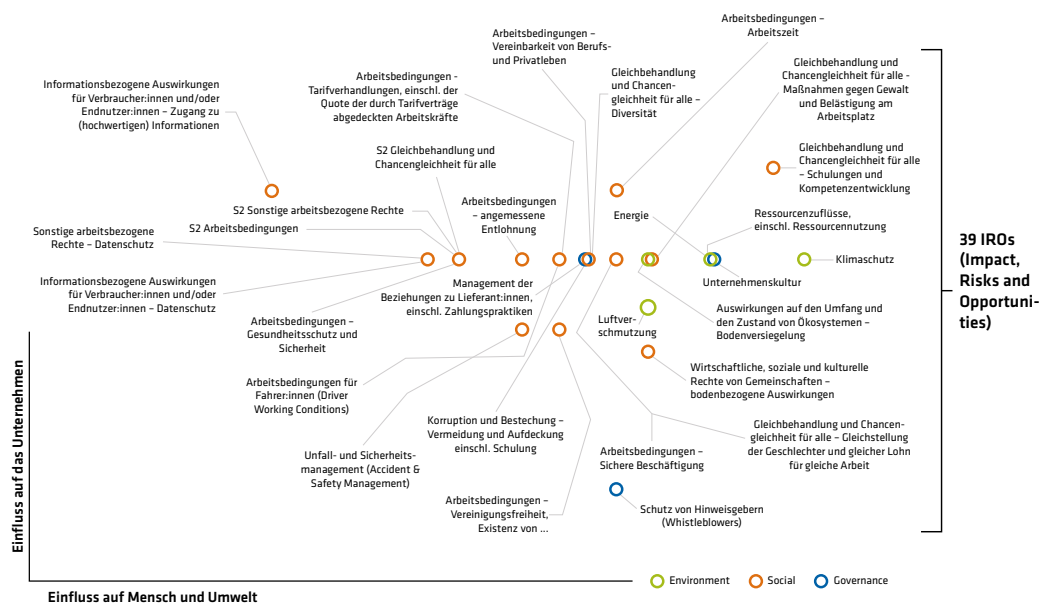 Arbeitsbedingungen –
Arbeitszeit
Arbeitsbedingungen –
Vereinbarkeit von Berufs-
und Privatleben
Gleichbehandlung und
Chancengleichheit für alle -
Maßnahmen gegen Gewalt
und Belästigung am
Arbeitsplatz
Gleichbehandlung
und Chancen-
gleichheit für alle –
Diversität
Arbeitsbedingungen -
Tarifverhandlungen, einschl. der
Quote der durch Tarifverträge
abgedeckten Arbeitskräfte
Informationsbezogene Auswirkungen
für Verbraucher:innen und/oder
Endnutzer:innen – Zugang zu
(hochwertigen) Informationen
S2 Gleichbehandlung und
Chancengleichheit für alle
Gleichbehandlung und
Chancengleichheit für alle
– Schulungen und
Kompetenzentwicklung
S2 Sonstige arbeitsbezogene Rechte
S2 Arbeitsbedingungen
Arbeitsbedingungen
– angemessene
Entlohnung
Energie
Ressourcenzuflüsse,
einschl. Ressourcennutzung
Sonstige arbeitsbezogene
Rechte – Datenschutz
Klimaschutz
39 IROs
(Impact,
Risks and
Opportuni-
ties)
Informationsbezogene Auswirkungen
für Verbraucher:innen und/oder
Endnutzer:innen – Datenschutz
Management der
Beziehungen zu Lieferant:innen,
einschl. Zahlungspraktiken
Unternehmenskultur
Arbeitsbedingungen –
Gesundheitsschutz und
Sicherheit
Luftver-
schmutzung
Auswirkungen auf den Umfang und
den Zustand von Ökosystemen –
Bodenversiegelung
Arbeitsbedingungen für
Fahrer:innen (Driver
Working Conditions)
Wirtschaftliche, soziale und kulturelle
Rechte von Gemeinschaften –
bodenbezogene Auswirkungen
Korruption und Bestechung –
Vermeidung und Aufdeckung
einschl. Schulung
Unfall- und Sicherheits-
management (Accident &
Safety Management)
Arbeitsbedingungen –
Sichere Beschäftigung
Gleichbehandlung und Chancen-
gleichheit für alle – Gleichstellung
der Geschlechter und gleicher Lohn
für gleiche Arbeit
Arbeitsbedingungen –
Vereinigungsfreiheit,
Existenz von ...
Schutz von Hinweisgebern
(Whistleblowers)
Einfluss auf das Unternehmen
Environment
Social
Governance
Einfluss auf Mensch und Umwelt